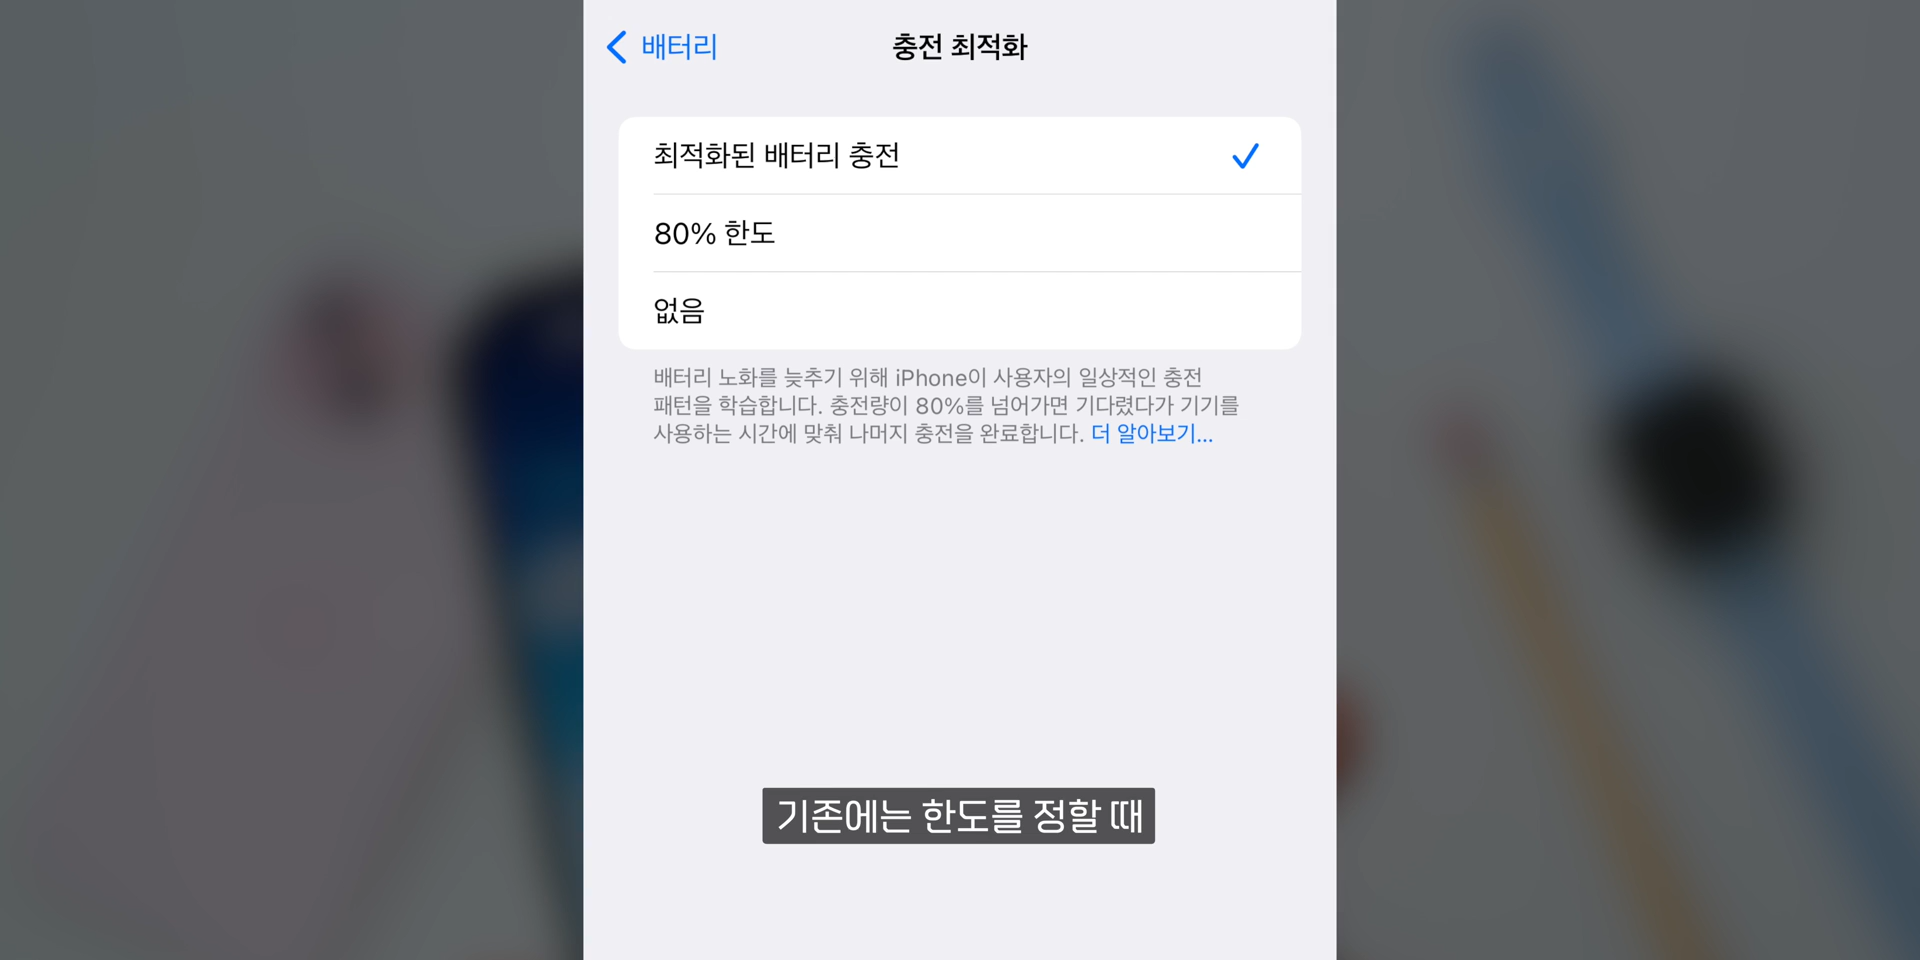 배터리
충전 최적화
최적화된 배터리 충전
80% 한도
없음
배터리 노화를 늦추기 위해 iPhone이 사용자의 일상적인 충전
패턴을 학습합니다. 충전량이 80%를 넘어가면 기다렸다가 기기를
사용하는 시간에 맞춰 나머지 충전을 완료합니다. 더 알아보기...
기존에는 한도를 정할 때